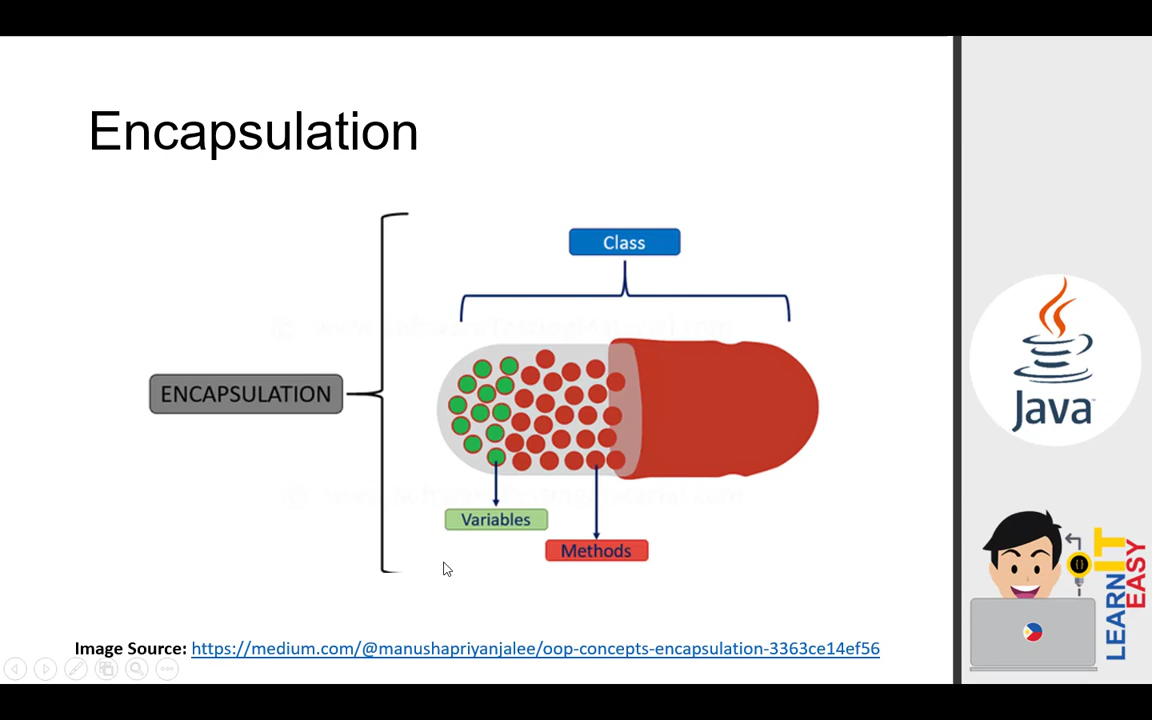 Encapsulation
Class
ENCAPSULATION
Variables
Methods
Image Source: https://medium.com/@manushapriyanjalee/oop-concepts-encapsulation-3363ce14ef56
Java
LEARN IT EASY